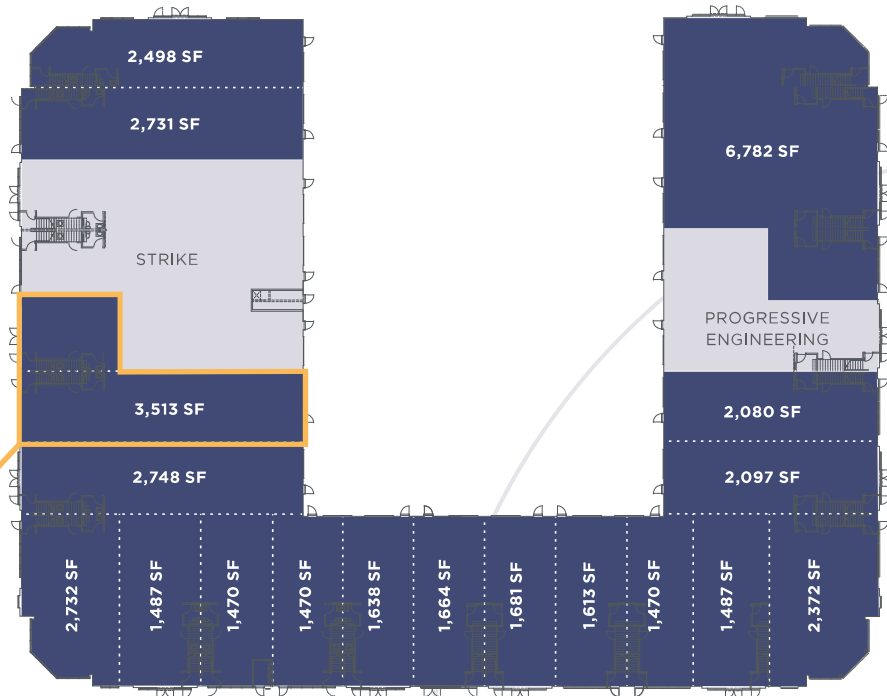 2,498 SF
2,731 SF
6,782 SF
STRIKE
PROGRESSIVE
ENGINEERING
3,513 SF
2,080 SF
2,748 SF
2,097 SF
2,732 SF
1,487 SF
1,470 SF
1,470 SF
1,638 SF
1,664 SF
1,681 SF
1,613 SF
1,470 SF
1,487 SF
2,372 SF